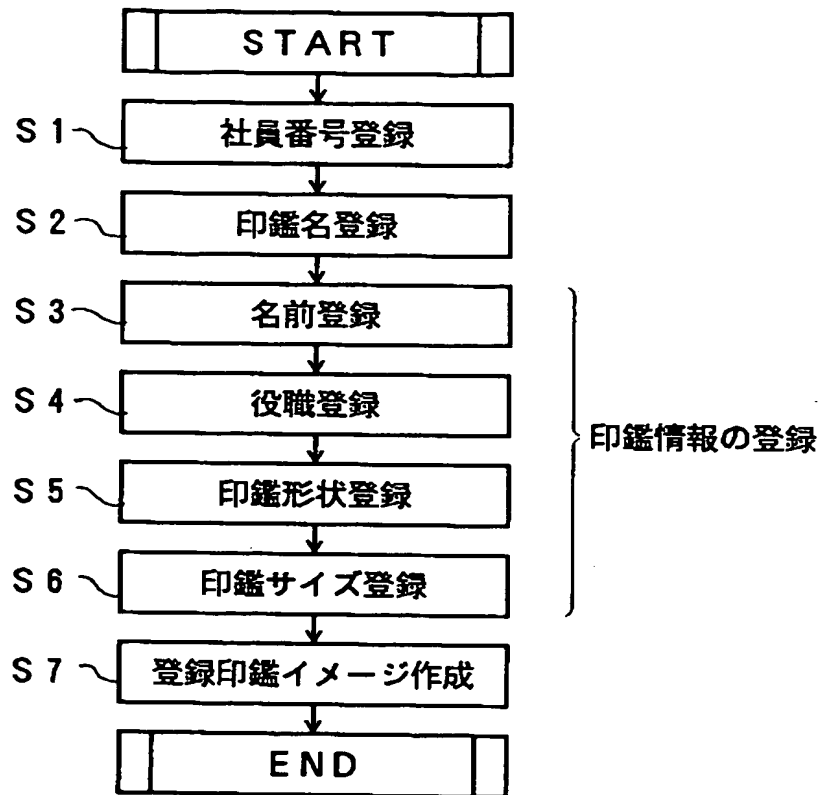 START
S1 社員番号登録
S2 印鑑名登録
S3 名前登録
S4 役職登録
印鑑情報の登録
S5 印鑑形状登録
S6 印鑑サイズ登録
S7 登録印鑑イメージ作成
END